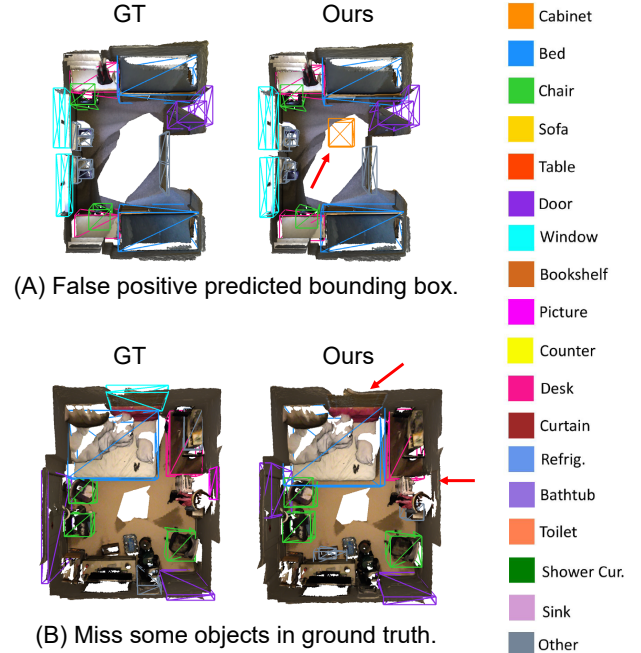 GT
Ours
(A) False positive predicted bounding box.
GT
Ours
(B) Miss some objects in ground truth.
Cabinet
Bed
Chair
Sofa
Table
Door
Window
Bookshelf
Picture
Counter
Desk
Curtain
Refrig.
Bathtub
Toilet
Shower Cur.
Sink
Other